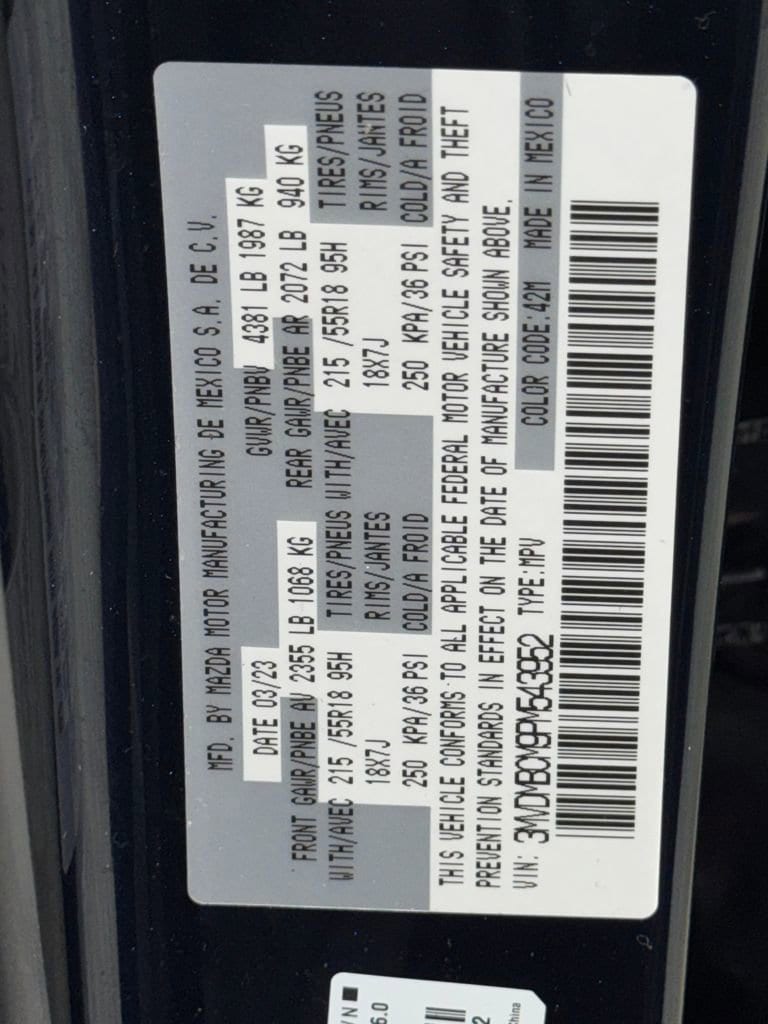 MFD. BY MAZDA MOTOR MANUFACTURING DE MEXICO S.A. DE C.V.
DATE 03/23 GVWR/PNBV 4381 LB 1987 KG
FRONT GAWR/PNBE AV 2355 LB 1068 KG REAR GAWR/PNBE AR 2072 LB 940 KG
WITH/AVEC 215 /55R18 95H TIRES/PNEUS WITH/AVEC 215 /55R18 95H TIRES/PNEUS
18X7J RIMS/JANTES 18X7J RIMS/JANTES
250 KPA/36 PSI COLD/A FROID 250 KPA/36 PSI COLD/A FROID
THIS VEHICLE CONFORMS TO ALL APPLICABLE FEDERAL MOTOR VEHICLE SAFETY AND THEFT
PREVENTION STANDARDS IN EFFECT ON THE DATE OF MANUFACTURE SHOWN ABOVE.
VIN: 3MVDMBCM9PM543952 TYPE:MPV COLOR CODE:42M MADE IN MEXICO
/N
6.0
2
China